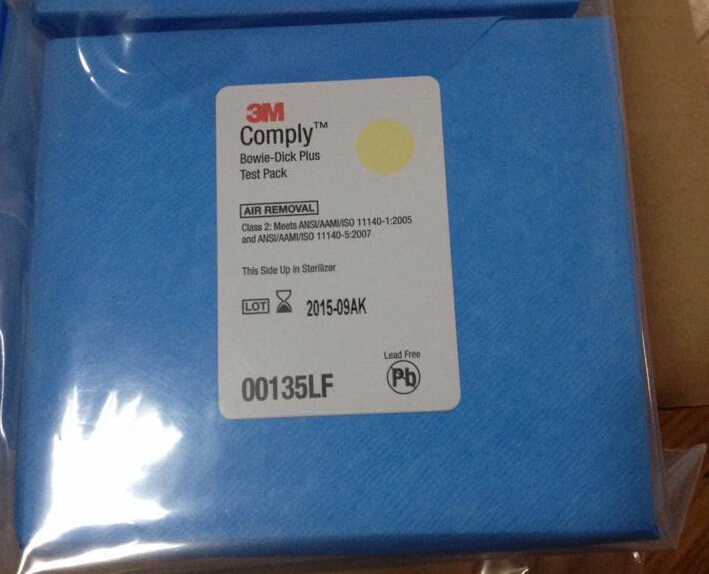 3M
Comply™
Bowie-Dick Plus
Test Pack
AIR REMOVAL
Class 2: Meets ANSI/AAMI/ISO 11140-1:2005
and ANSI/AAMI/ISO 11140-5:2007
This Side Up in Sterilizer
LOT 2015-09AK
Lead Free
Pb
00135LF